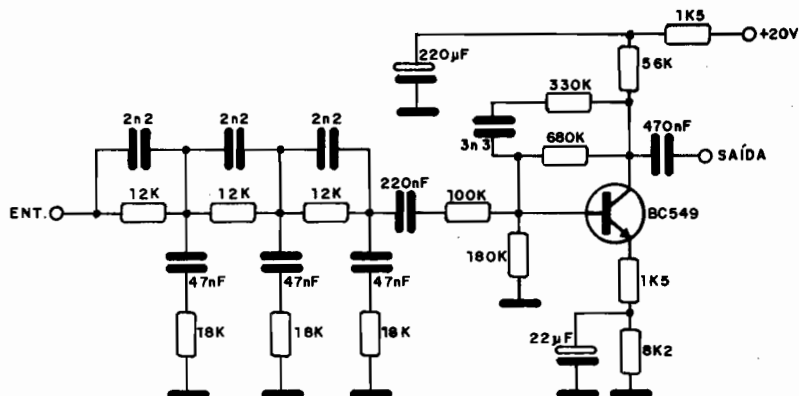 1K5
+20V
220µF
56K
330K
2n2
2n2
2n2
3n3
680K
470nF
SAÍDA
12K
12K
12K
220nF
100K
ENT.
BC549
180K
47nF
47nF
47nF
1K5
18K
18K
18K
22µF
8K2